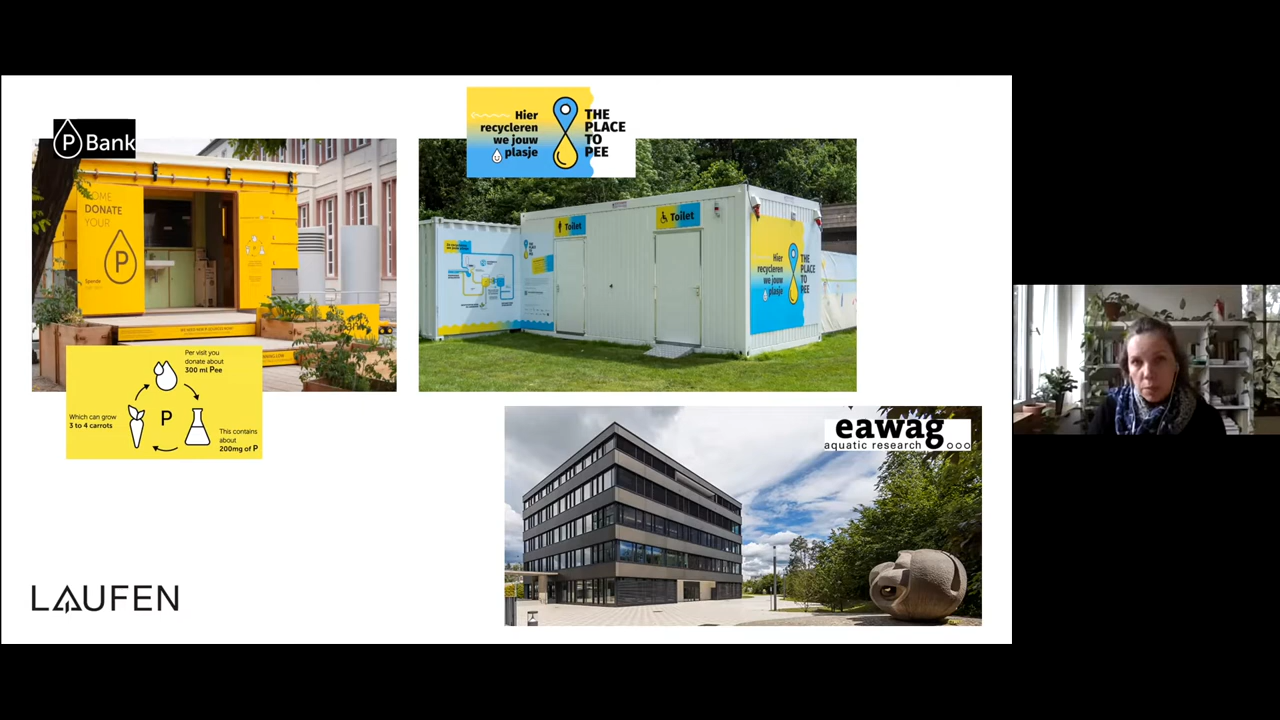 P Bank
Hier
recycleren
we jouw
plasje
THE
PLACE
TO
PEE
DONATE
YOUR
P
Toilet
Toilet
Hier
recycleren
we jouw
plasje
THE
PLACE
TO
PEE
Per visit you
donate about
300 ml Pee
Which can grow
3 to 4 carrots
P
This contains
about
200mg of P
eawag
aquatic research
LAUFEN